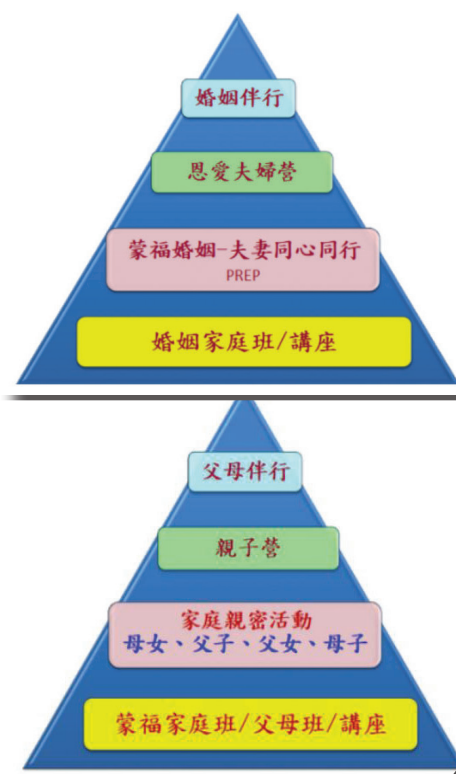 婚姻伴行
恩愛夫婦營
蒙福婚姻-夫妻同心同行
PREP
婚姻家庭班/講座
父母伴行
親子營
家庭親密活動
母女、父子、父女、母子
蒙福家庭班/父母班/講座